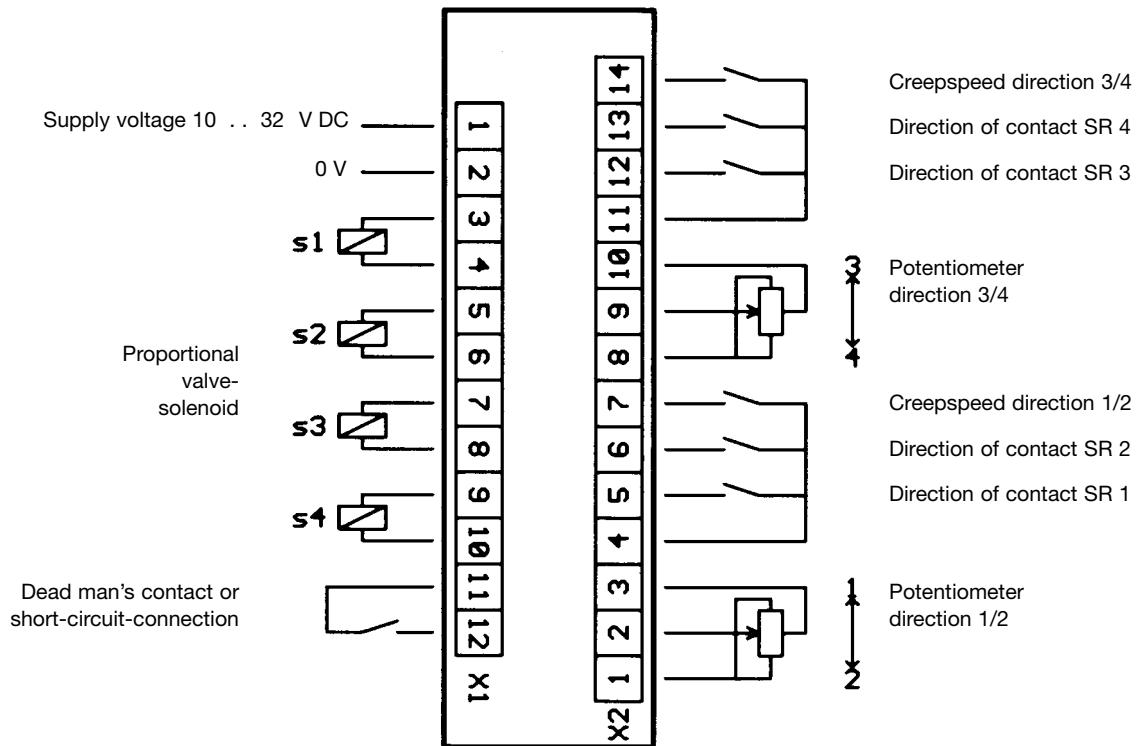 Supply voltage 10 . . 32 V DC
0 V
s1
s2
Proportional
valve-
solenoid
s3
s4
Dead man's contact or
short-circuit-connection
1
2
3
4
5
6
7
8
9
10
11
12
X1
14
13
12
11
10
9
8
7
6
5
4
3
2
1
X2
Creepspeed direction 3/4
Direction of contact SR 4
Direction of contact SR 3
3
4
Potentiometer
direction 3/4
Creepspeed direction 1/2
Direction of contact SR 2
Direction of contact SR 1
1
2
Potentiometer
direction 1/2